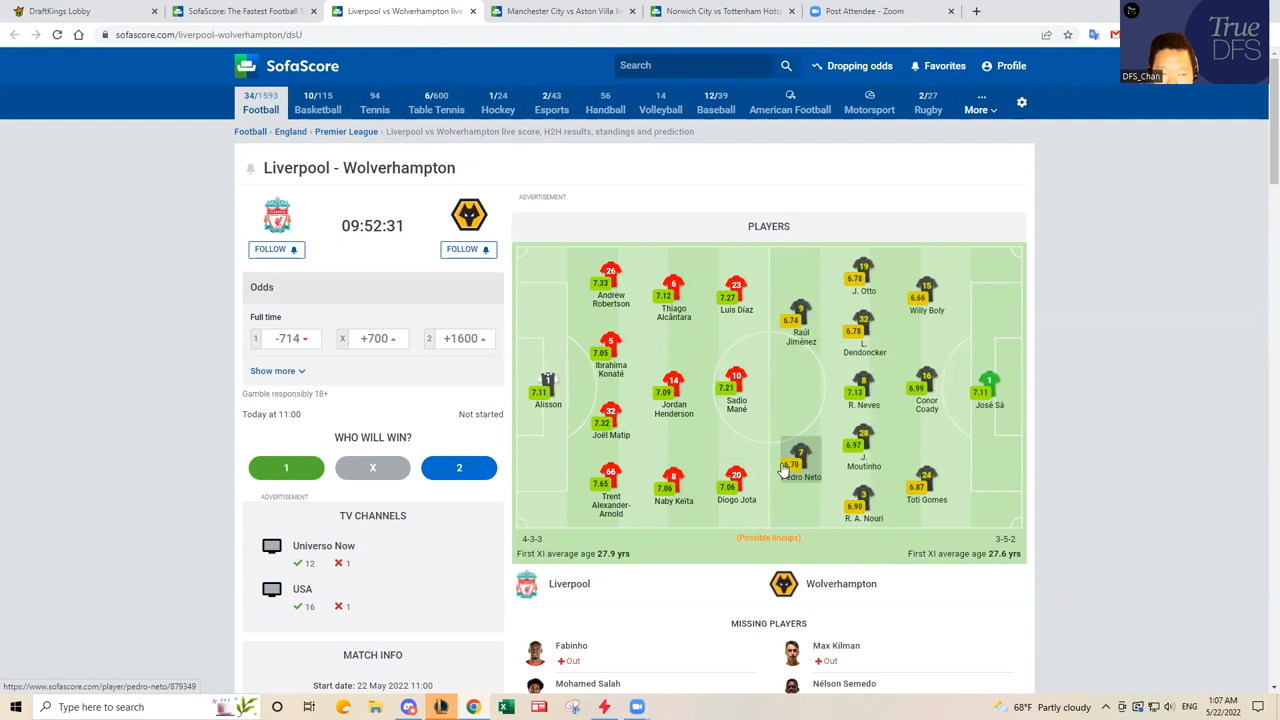 DraftKings Lobby
SofaScore: The Fastest Football S
Liverpool vs Wolverhampton live
Manchester City vs Aston Villa liv
Norwich City vs Tottenham Hotsp
Post Attendee - Zoom
sofascore.com/liverpool-wolverhampton/dsU
True
DFS
DFS_Chan
SofaScore
Search
Dropping odds
Favorites
Profile
34/1593 10/115 94 6/600 1/24 2/43 56 14 12/39 2/27 ...
Football Basketball Tennis Table Tennis Hockey Esports Handball Volleyball Baseball American Football Motorsport Rugby More
Football England Premier League Liverpool vs Wolverhampton live score, H2H results, standings and prediction
Liverpool - Wolverhampton
09:52:31
FOLLOW
FOLLOW
Odds
Full time
1 -714 X +700 2 +1600
Show more
Gamble responsibly 18+
Today at 11:00
Not started
WHO WILL WIN?
1 X 2
ADVERTISEMENT
TV CHANNELS
Universo Now
12 1
USA
16 1
MATCH INFO
Start date: 22 May 2022 11:00
ADVERTISEMENT
PLAYERS
1
7.11
Alisson
26
7.33
Andrew
Robertson
5
7.05
Ibrahima
Konaté
32
7.32
Joël Matip
66
7.65
Trent
Alexander-
Arnold
6
7.12
Thiago
Alcântara
14
7.09
Jordan
Henderson
8
7.06
Naby Keïta
23
7.27
Luis Díaz
10
7.21
Sadio
Mané
20
7.06
Diogo Jota
9
6.74
Raúl
Jiménez
7
6.70
Pedro Neto
19
6.78
J. Otto
32
6.78
L.
Dendoncker
8
7.13
R. Neves
28
6.97
J.
Moutinho
3
6.90
R. A. Nouri
15
6.66
Willy Boly
16
6.99
Conor
Coady
24
6.87
Toti Gomes
1
7.11
José Sá
4-3-3
(Possible lineups)
3-5-2
First XI average age 27.9 yrs
First XI average age 27.6 yrs
Liverpool
Wolverhampton
MISSING PLAYERS
Fabinho
Out
Max Kilman
Out
Mohamed Salah
Nélson Semedo
https://www.sofascore.com/player/pedro-neto/879349
Type here to search
68°F Partly cloudy
ENG
1:07 AM
5/22/2022